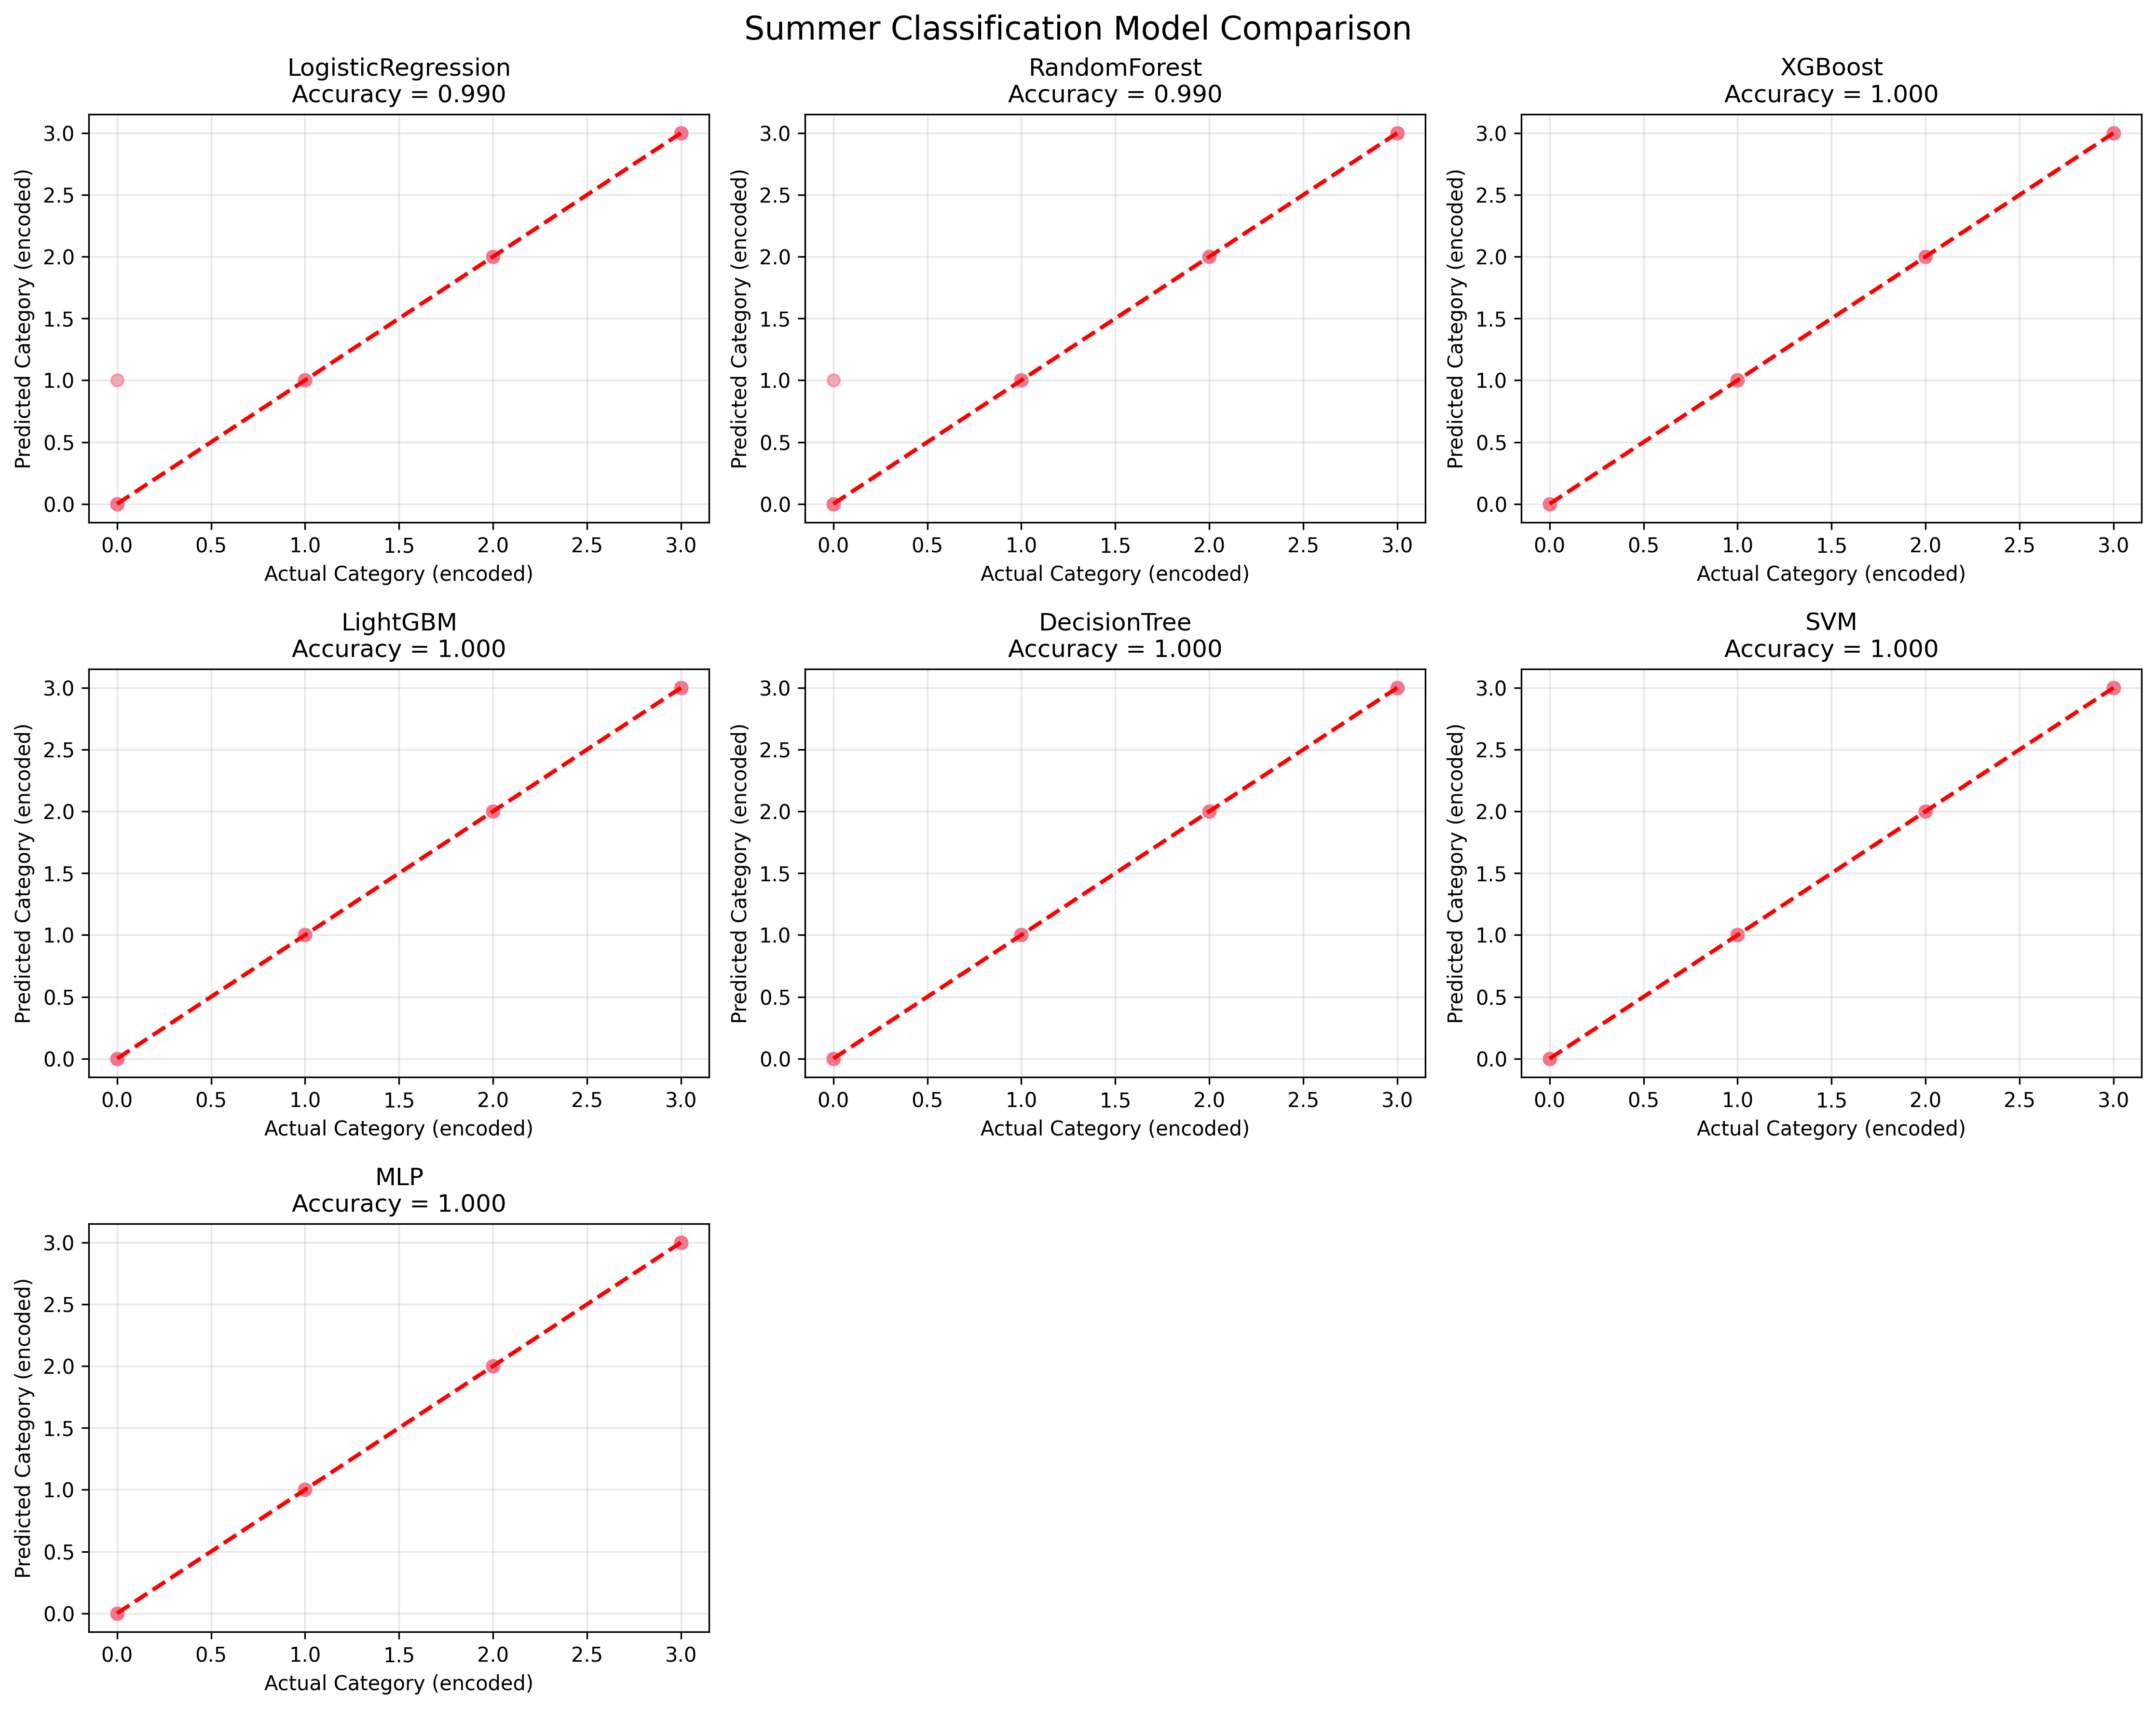 Summer Classification Model Comparison
LogisticRegression
Accuracy = 0.990
Predicted Category (encoded)
3.0
2.5
2.0
1.5
1.0
0.5
0.0
0.0 0.5 1.0 1.5 2.0 2.5 3.0
Actual Category (encoded)
RandomForest
Accuracy = 0.990
Predicted Category (encoded)
3.0
2.5
2.0
1.5
1.0
0.5
0.0
0.0 0.5 1.0 1.5 2.0 2.5 3.0
Actual Category (encoded)
XGBoost
Accuracy = 1.000
Predicted Category (encoded)
3.0
2.5
2.0
1.5
1.0
0.5
0.0
0.0 0.5 1.0 1.5 2.0 2.5 3.0
Actual Category (encoded)
LightGBM
Accuracy = 1.000
Predicted Category (encoded)
3.0
2.5
2.0
1.5
1.0
0.5
0.0
0.0 0.5 1.0 1.5 2.0 2.5 3.0
Actual Category (encoded)
DecisionTree
Accuracy = 1.000
Predicted Category (encoded)
3.0
2.5
2.0
1.5
1.0
0.5
0.0
0.0 0.5 1.0 1.5 2.0 2.5 3.0
Actual Category (encoded)
SVM
Accuracy = 1.000
Predicted Category (encoded)
3.0
2.5
2.0
1.5
1.0
0.5
0.0
0.0 0.5 1.0 1.5 2.0 2.5 3.0
Actual Category (encoded)
MLP
Accuracy = 1.000
Predicted Category (encoded)
3.0
2.5
2.0
1.5
1.0
0.5
0.0
0.0 0.5 1.0 1.5 2.0 2.5 3.0
Actual Category (encoded)